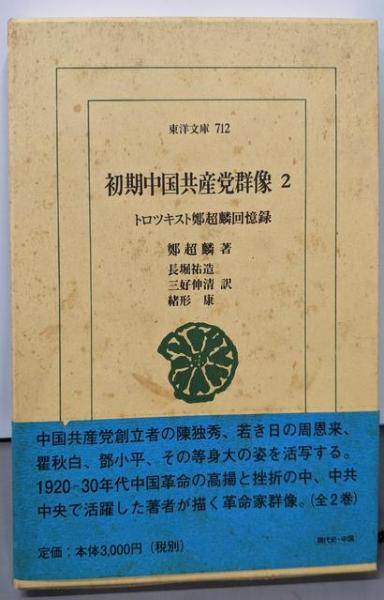 東洋文庫 712
初期中国共産党群像 2
トロツキスト鄭超麟回憶録
鄭超麟 著
長堀祐造
三好伸清 訳
緒形 康
中国共産党創立者の陳独秀、若き日の周恩来、
瞿秋白、鄧小平、その等身大の姿を活写する。
1920-30年代中国革命の高揚と挫折の中、中共
中央で活躍した著者が描く革命家群像。(全2巻)
定価:本体3,000円(税別)
現代史・中国